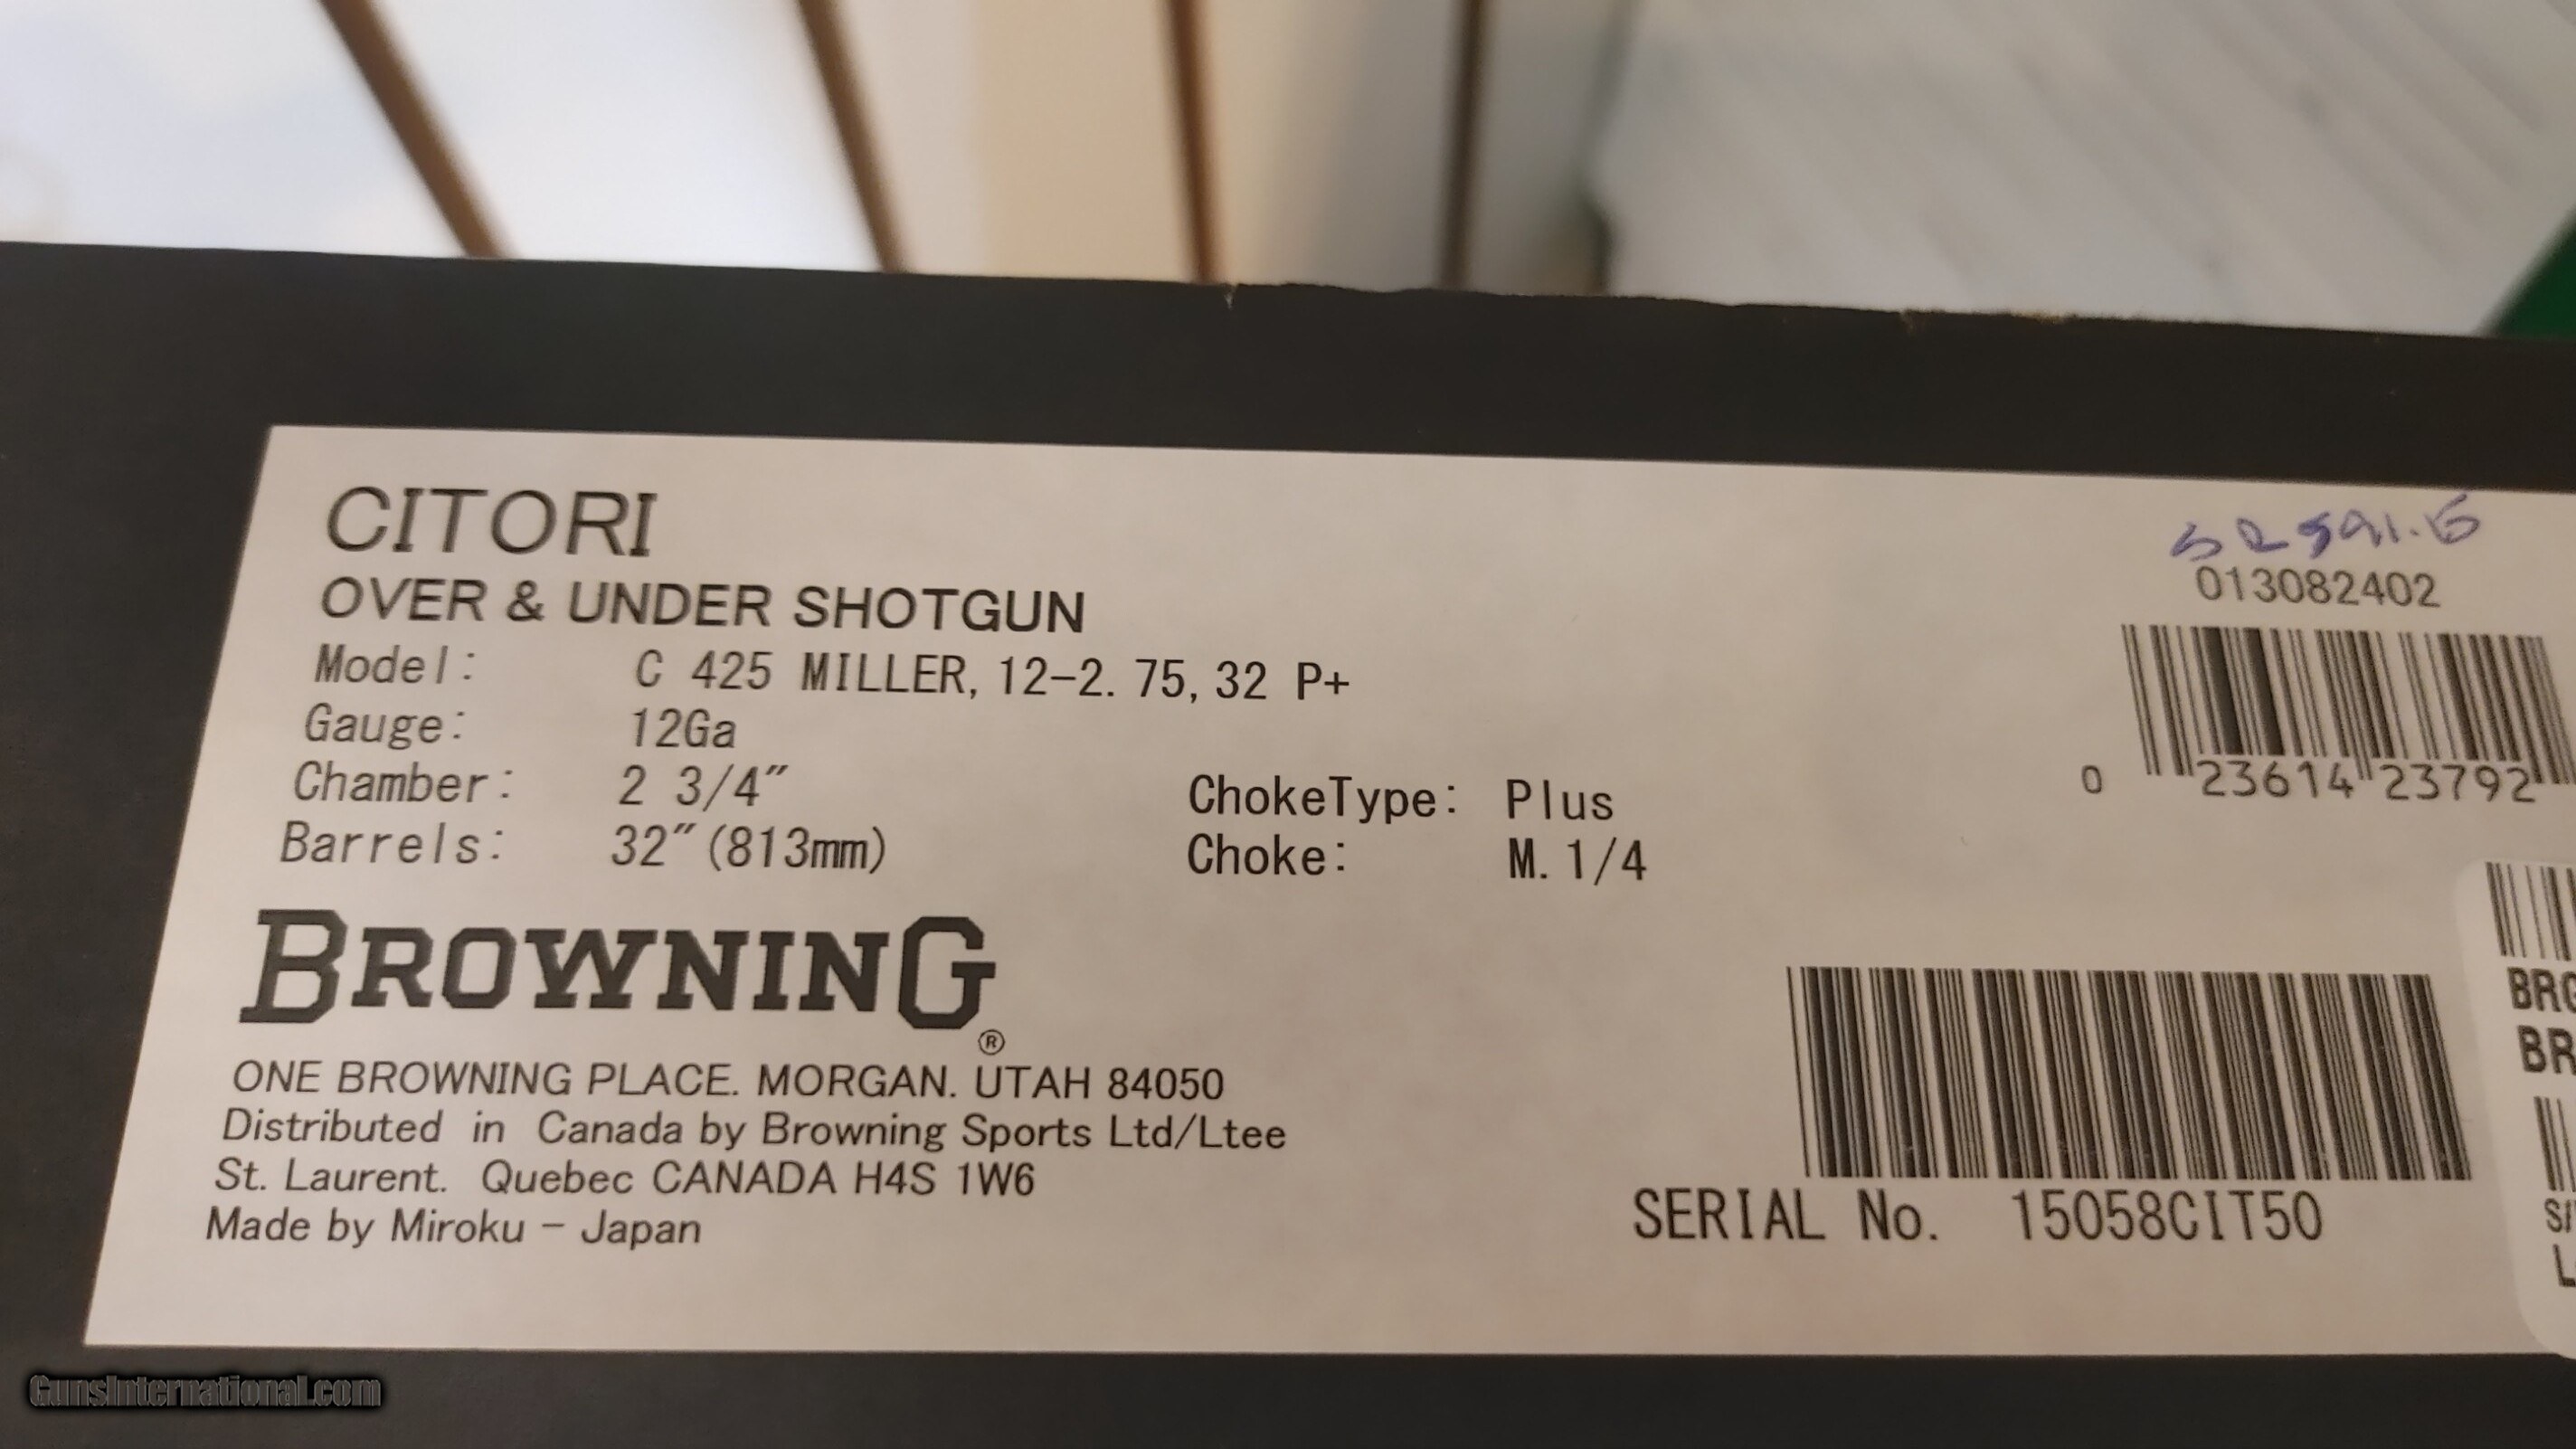 CITORI
OVER & UNDER SHOTGUN
Model: C 425 MILLER, 12-2. 75, 32 P+
Gauge: 12Ga
Chamber: 2 3/4″
Barrels: 32″(813mm)
ChokeType: Plus
Choke: M. 1/4
BROWNING®
ONE BROWNING PLACE. MORGAN. UTAH 84050
Distributed in Canada by Browning Sports Ltd/Ltee
St. Laurent. Quebec CANADA H4S 1W6
Made by Miroku - Japan
013082402
0 23614 23792
SERIAL No. 15058CIT50
GunsInternational.com